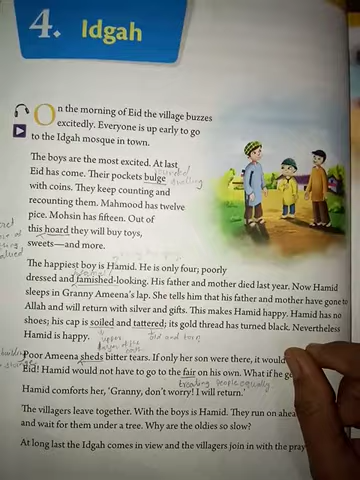 4. Idgah
On the morning of Eid the village buzzes
excitedly. Everyone is up early to go
to the Idgah mosque in town.
The boys are the most excited. At last
Eid has come. Their pockets bulge
with coins. They keep counting and
recounting them. Mahmood has twelve
pice. Mohsin has fifteen. Out of
this hoard they will buy toys,
sweets—and more.
The happiest boy is Hamid. He is only four; poorly
dressed and famished-looking. His father and mother died last year. Now Hamid
sleeps in Granny Ameena's lap. She tells him that his father and mother have gone to
Allah and will return with silver and gifts. This makes Hamid happy. Hamid has no
shoes; his cap is soiled and tattered; its gold thread has turned black. Nevertheless
Hamid is happy.
old and torn
Poor Ameena sheds bitter tears. If only her son were there, it would
Eid! Hamid would not have to go to the fair on his own. What if he
treating people equally
Hamid comforts her, 'Granny, don't worry! I will return.'
The villagers leave together. With the boys is Hamid. They run on ahead
and wait for them under a tree. Why are the oldies so slow?
At long last the Idgah comes in view and the villagers join in with the pray